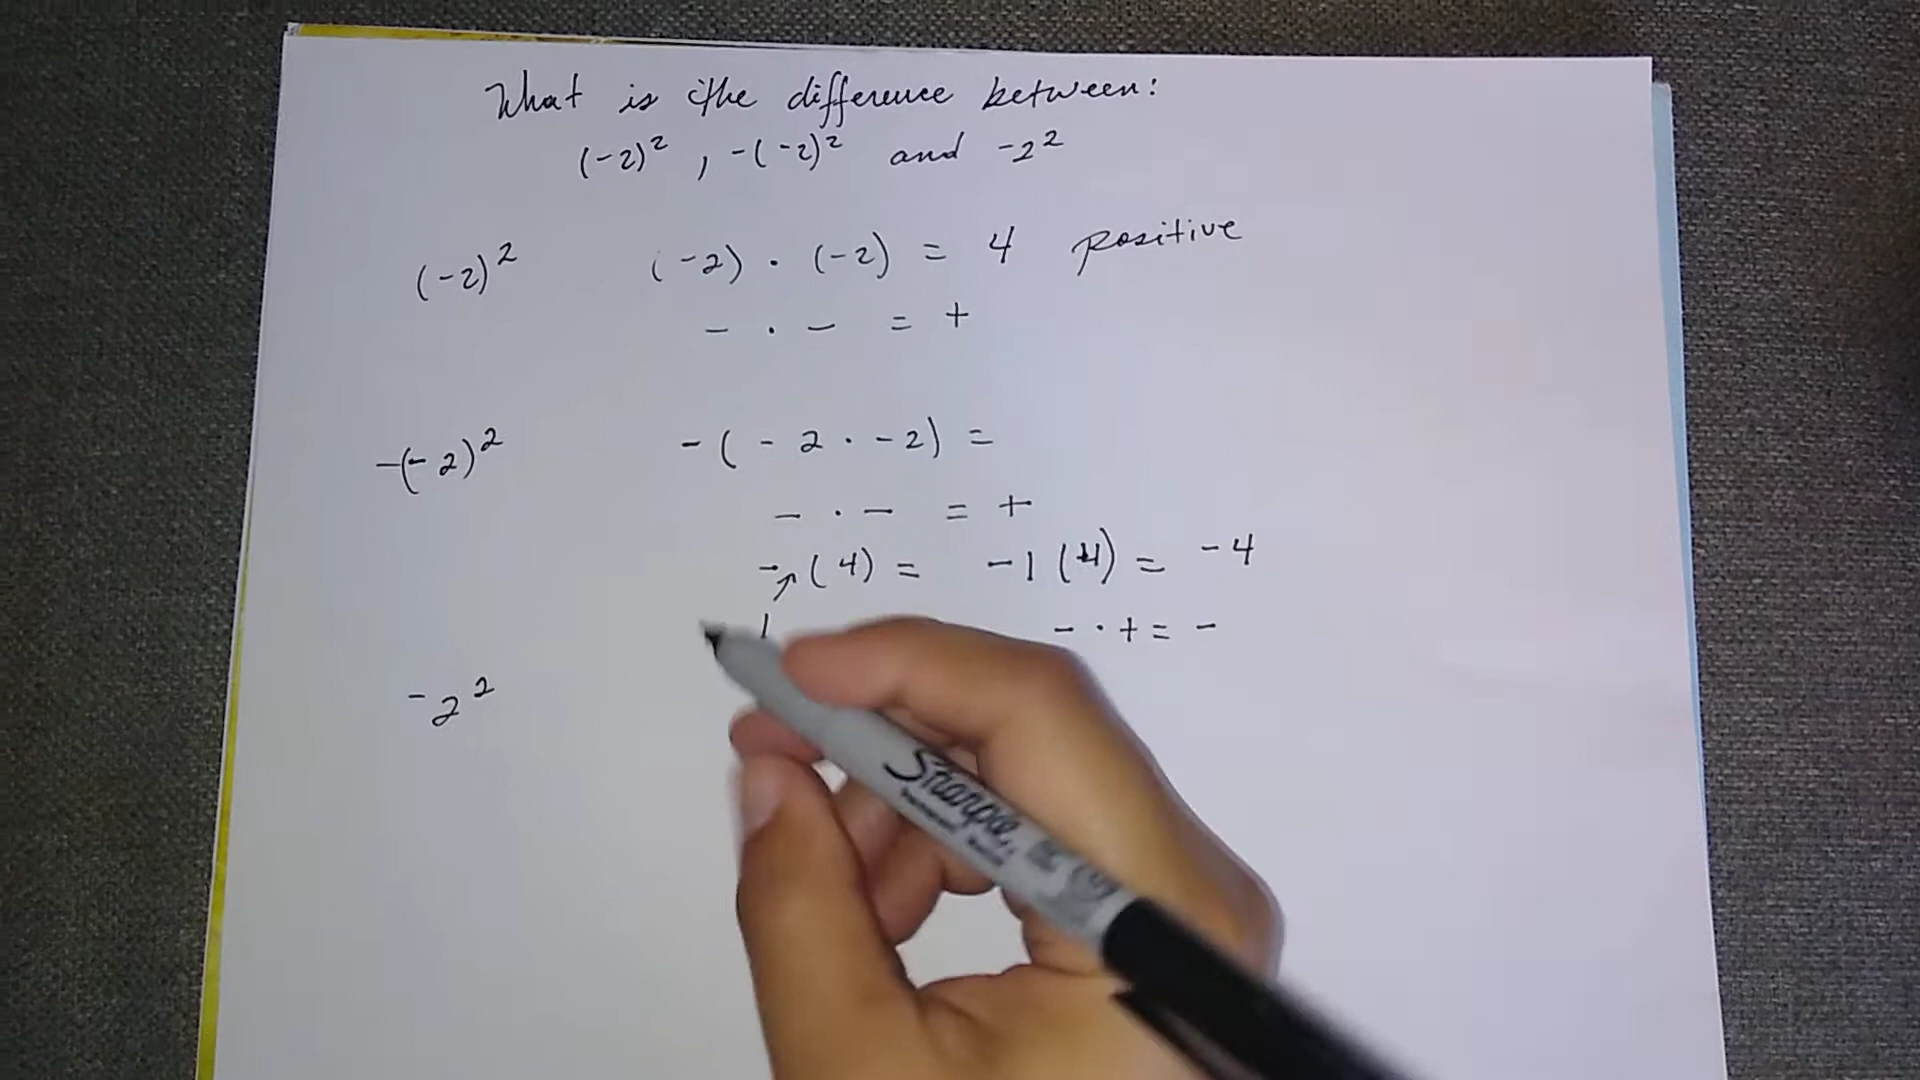 What is the difference between:
(-2)² , -(-2)² and -2²
(-2)² (-2) · (-2) = 4 positive
- · - = +
-(-2)² -(-2 · -2) =
- · - = +
-(4) = -1(4) = -4
1 - · + = -
-2²
Sharpie